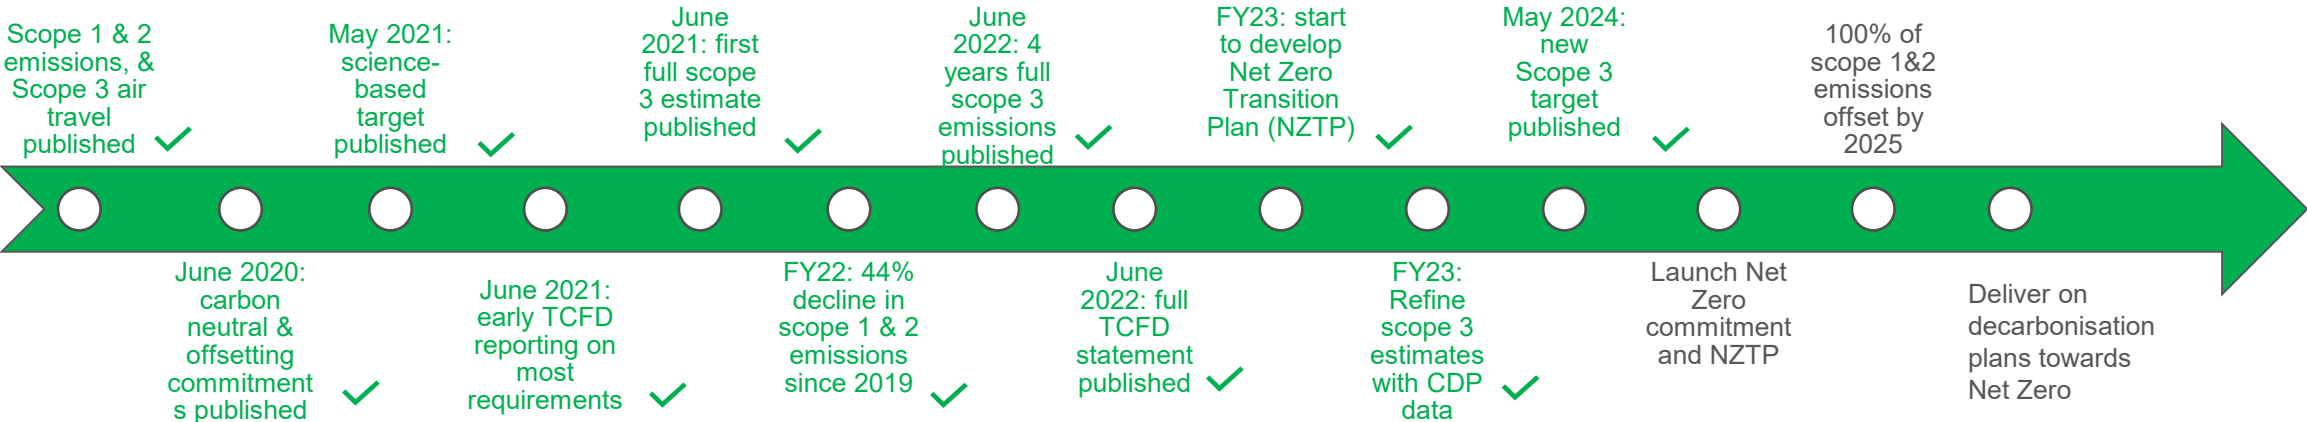 Scope 1 & 2
emissions, &
Scope 3 air
travel
published
May 2021:
science-
based
target
published
June
2021: first
full scope
3 estimate
published
June
2022: 4
years full
scope 3
emissions
published
FY23: start
to develop
Net Zero
Transition
Plan (NZTP)
May 2024:
new
Scope 3
target
published
100% of
scope 1&2
emissions
offset by
2025
June 2020:
carbon
neutral &
offsetting
commitment
s published
June 2021:
early TCFD
reporting on
most
requirements
FY22: 44%
decline in
scope 1 & 2
emissions
since 2019
June
2022: full
TCFD
statement
published
FY23:
Refine
scope 3
estimates
with CDP
data
Launch Net
Zero
commitment
and NZTP
Deliver on
decarbonisation
plans towards
Net Zero